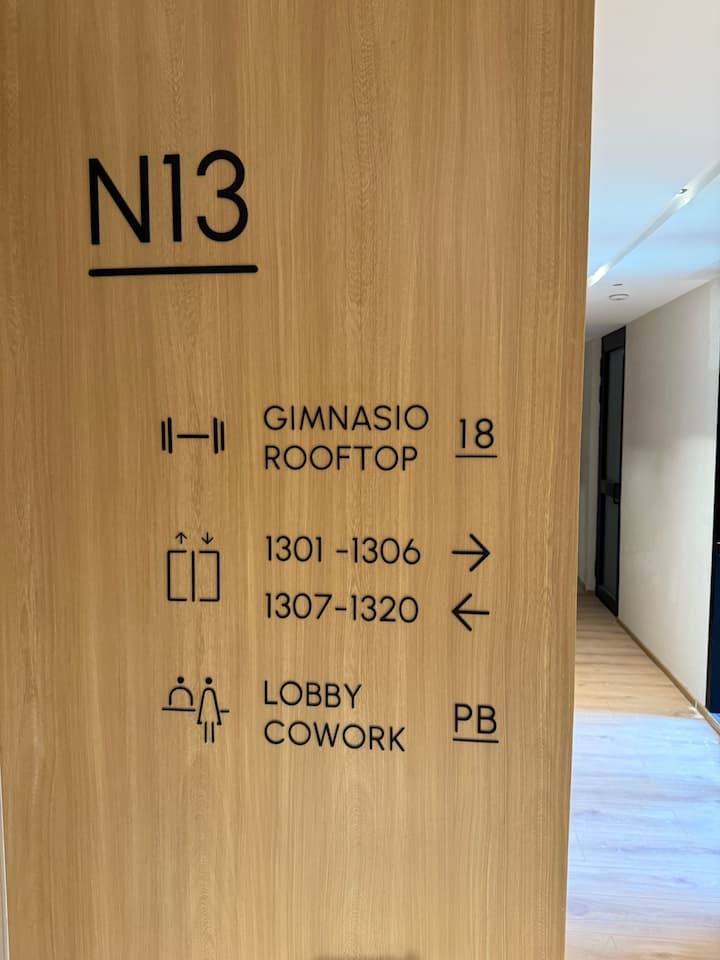 N13
GIMNASIO
ROOFTOP
18
1301 -1306 →
1307-1320 ←
LOBBY
COWORK
PB